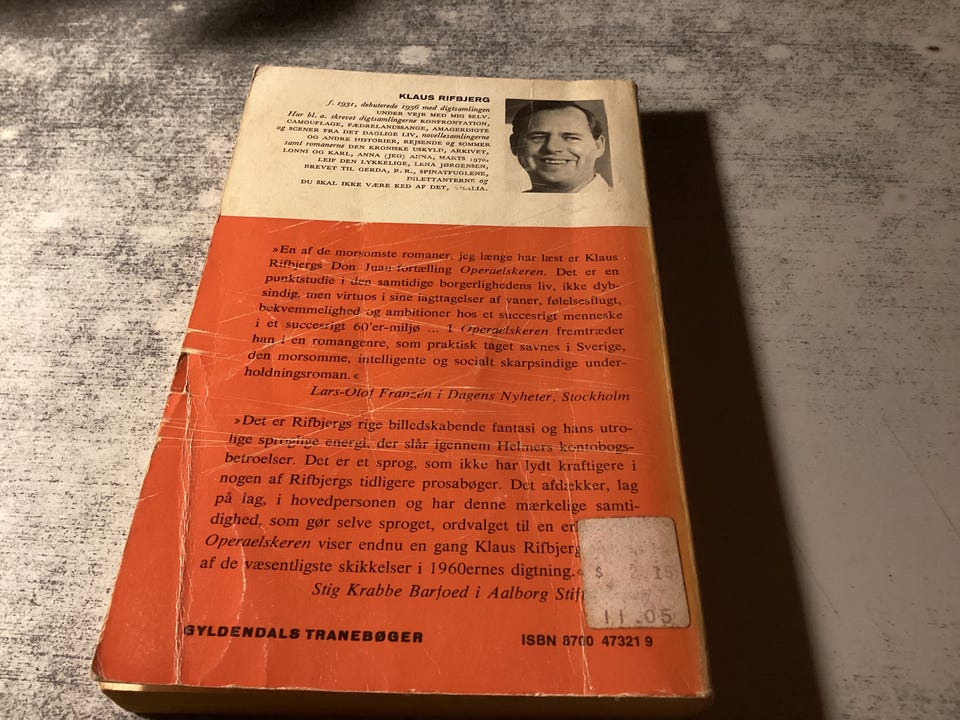 KLAUS RIFBJERG
f. 1931, debuterede 1956 med digtsamlingen
UNDER VEJR MED MIG SELV.
Har bl. a. skrevet digtsamlingerne KONFRONTATION,
CAMOUFLAGE, FÆDRELANDSSANGE, AMAGERDIGTE
og SCENER FRA DET DAGLIGE LIV, novellesamlingerne
OG ANDRE HISTORIER, REJSENDE og SOMMER
samt romanerne DEN KRONISKE USKYLD, ARKIVET,
LONNI OG KARL, ANNA (JEG) ANNA, MARTS 1970,
LEIF DEN LYKKELIGE, LENA JØRGENSEN,
BREVET TIL GERDA, R. R., SPINATFUGLENE,
DILETTANTERNE og
DU SKAL IKKE VÆRE KED AF DET, AMALIA.
»En af de morsomste romaner, jeg længe har læst er Klaus
Rifbjergs Don Juan-fortælling Operaelskeren. Det er en
punktstudie i den samtidige borgerlighedens liv, ikke dyb-
sindig, men virtuos i sine iagttagelser af vaner, følelsesflugt,
bekvemmelighed og ambitioner hos et succesrigt menneske
i et succesrigt 60'er-miljø ... I Operaelskeren fremtræder
han i en romangenre, som praktisk taget savnes i Sverige,
den morsomme, intelligente og socialt skarpsindige under-
holdningsroman.«
Lars-Olof Franzén i Dagens Nyheter, Stockholm
»Det er Rifbjergs rige billedskabende fantasi og hans utro-
lige sproglige energi, der slår igennem Helmers kontobogs-
betroelser. Det er et sprog, som ikke har lydt kraftigere i
nogen af Rifbjergs tidligere prosabøger. Det afdækker, lag
på lag, i hovedpersonen og har denne mærkelige samti-
dighed, som gør selve sproget, ordvalget til en
Operaelskeren viser endnu en gang Klaus Rifbjerg
af de væsentligste skikkelser i 1960ernes digtning.«
Stig Krabbe Barfoed i Aalborg
$ 2.15
11.05
GYLDENDALS TRANEBØGER
ISBN 8700 47321 9